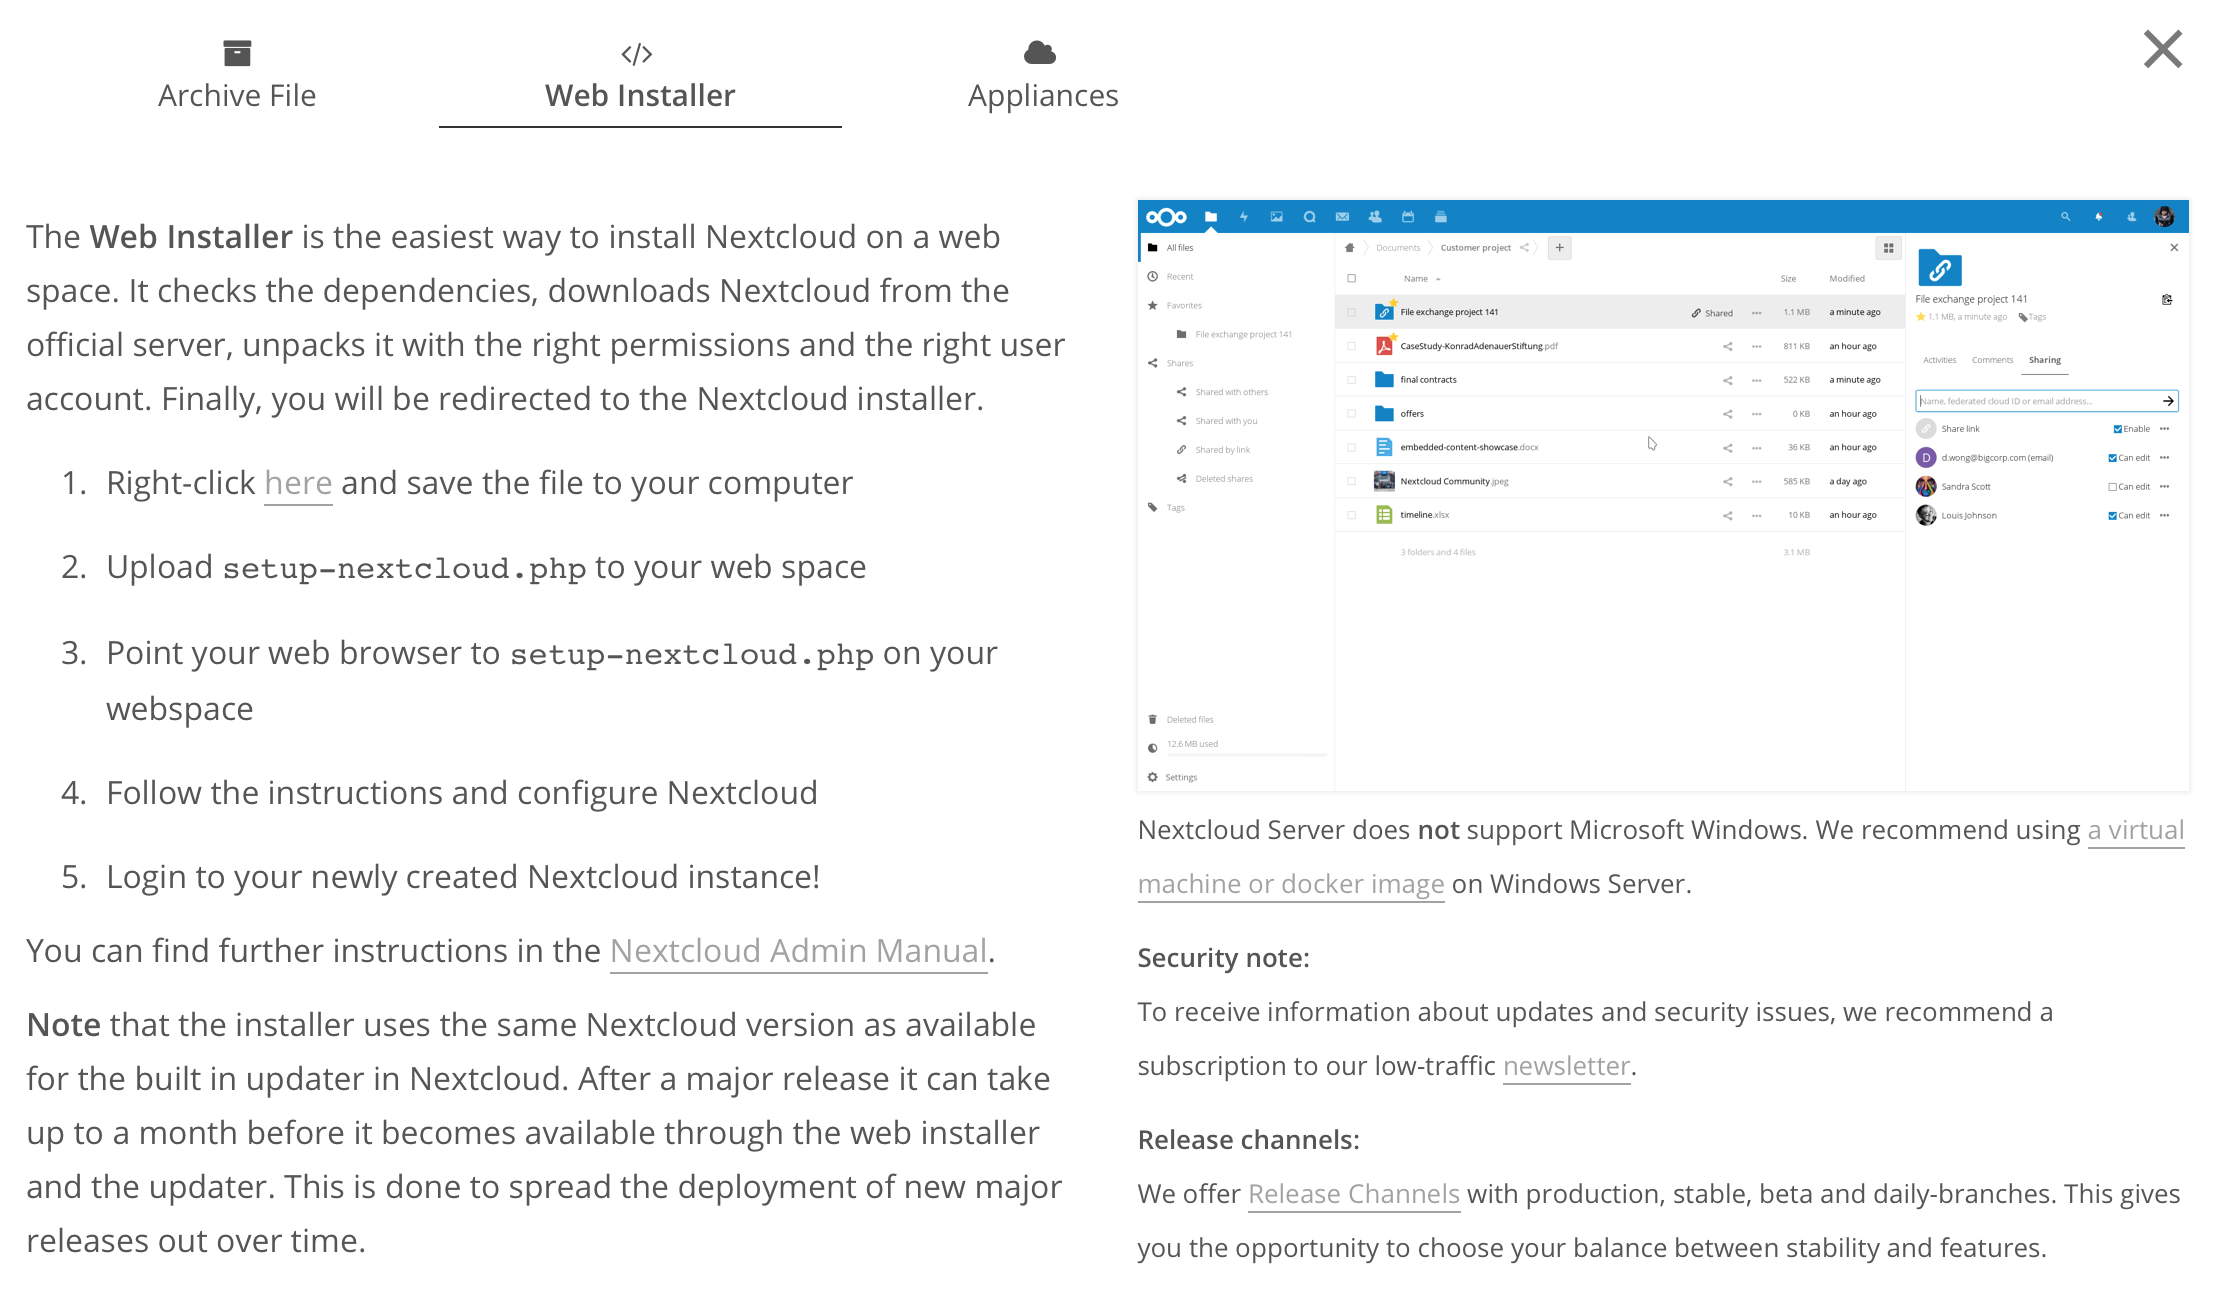 Archive File
Web Installer
Appliances
The Web Installer is the easiest way to install Nextcloud on a web
space. It checks the dependencies, downloads Nextcloud from the
official server, unpacks it with the right permissions and the right user
account. Finally, you will be redirected to the Nextcloud installer.
1. Right-click here and save the file to your computer
2. Upload setup-nextcloud.php to your web space
3. Point your web browser to setup-nextcloud.php on your
webspace
4. Follow the instructions and configure Nextcloud
5. Login to your newly created Nextcloud instance!
You can find further instructions in the Nextcloud Admin Manual.
Note that the installer uses the same Nextcloud version as available
for the built in updater in Nextcloud. After a major release it can take
up to a month before it becomes available through the web installer
and the updater. This is done to spread the deployment of new major
releases out over time.
All files
Recent
Favorites
File exchange project 141
Shares
Shared with others
Shared with you
Shared by link
Deleted shares
Tags
Deleted files
12.6 MB used
Settings
Documents Customer project +
Name Size Modified
File exchange project 141 Shared 1.1 MB a minute ago
CaseStudy-KonradAdenauerStiftung.pdf 811 KB an hour ago
final contracts 522 KB a minute ago
offers 0 KB an hour ago
embedded-content-showcase.docx 36 KB an hour ago
Nextcloud Community.jpeg 585 KB a day ago
timeline.xlsx 10 KB an hour ago
3 folders and 4 files 3.1 MB
File exchange project 141
1.1 MB, a minute ago Tags
Activities Comments Sharing
Name, federated cloud ID or email address...
Share link Enable
D d.wong@bigcorp.com (email) Can edit
Sandra Scott Can edit
Louis Johnson Can edit
Nextcloud Server does not support Microsoft Windows. We recommend using a virtual
machine or docker image on Windows Server.
Security note:
To receive information about updates and security issues, we recommend a
subscription to our low-traffic newsletter.
Release channels:
We offer Release Channels with production, stable, beta and daily-branches. This gives
you the opportunity to choose your balance between stability and features.